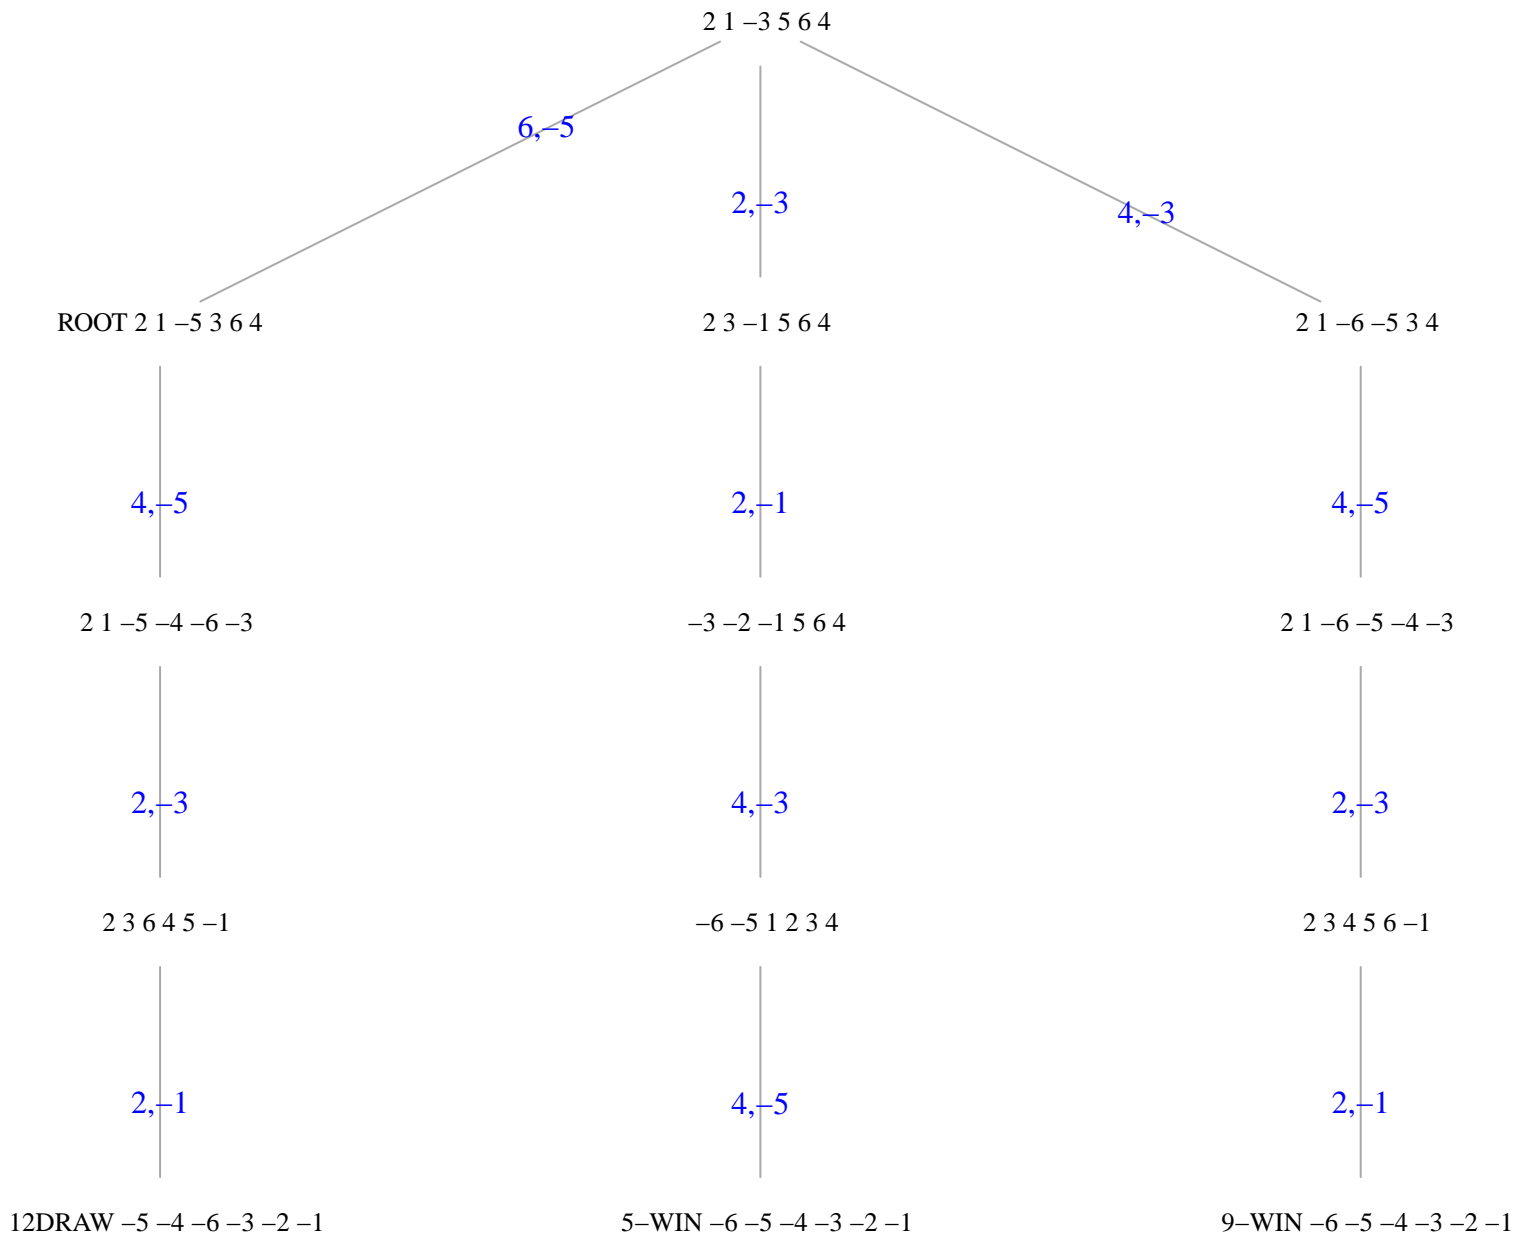 2 1 –3 5 6 4
6,–5
2,–3
4,–3
ROOT 2 1 –5 3 6 4
2 3 –1 5 6 4
2 1 –6 –5 3 4
4,–5
2,–1
4,–5
2 1 –5 –4 –6 –3
–3 –2 –1 5 6 4
2 1 –6 –5 –4 –3
2,–3
4,–3
2,–3
2 3 6 4 5 –1
–6 –5 1 2 3 4
2 3 4 5 6 –1
2,–1
4,–5
2,–1
12DRAW –5 –4 –6 –3 –2 –1
5–WIN –6 –5 –4 –3 –2 –1
9–WIN –6 –5 –4 –3 –2 –1